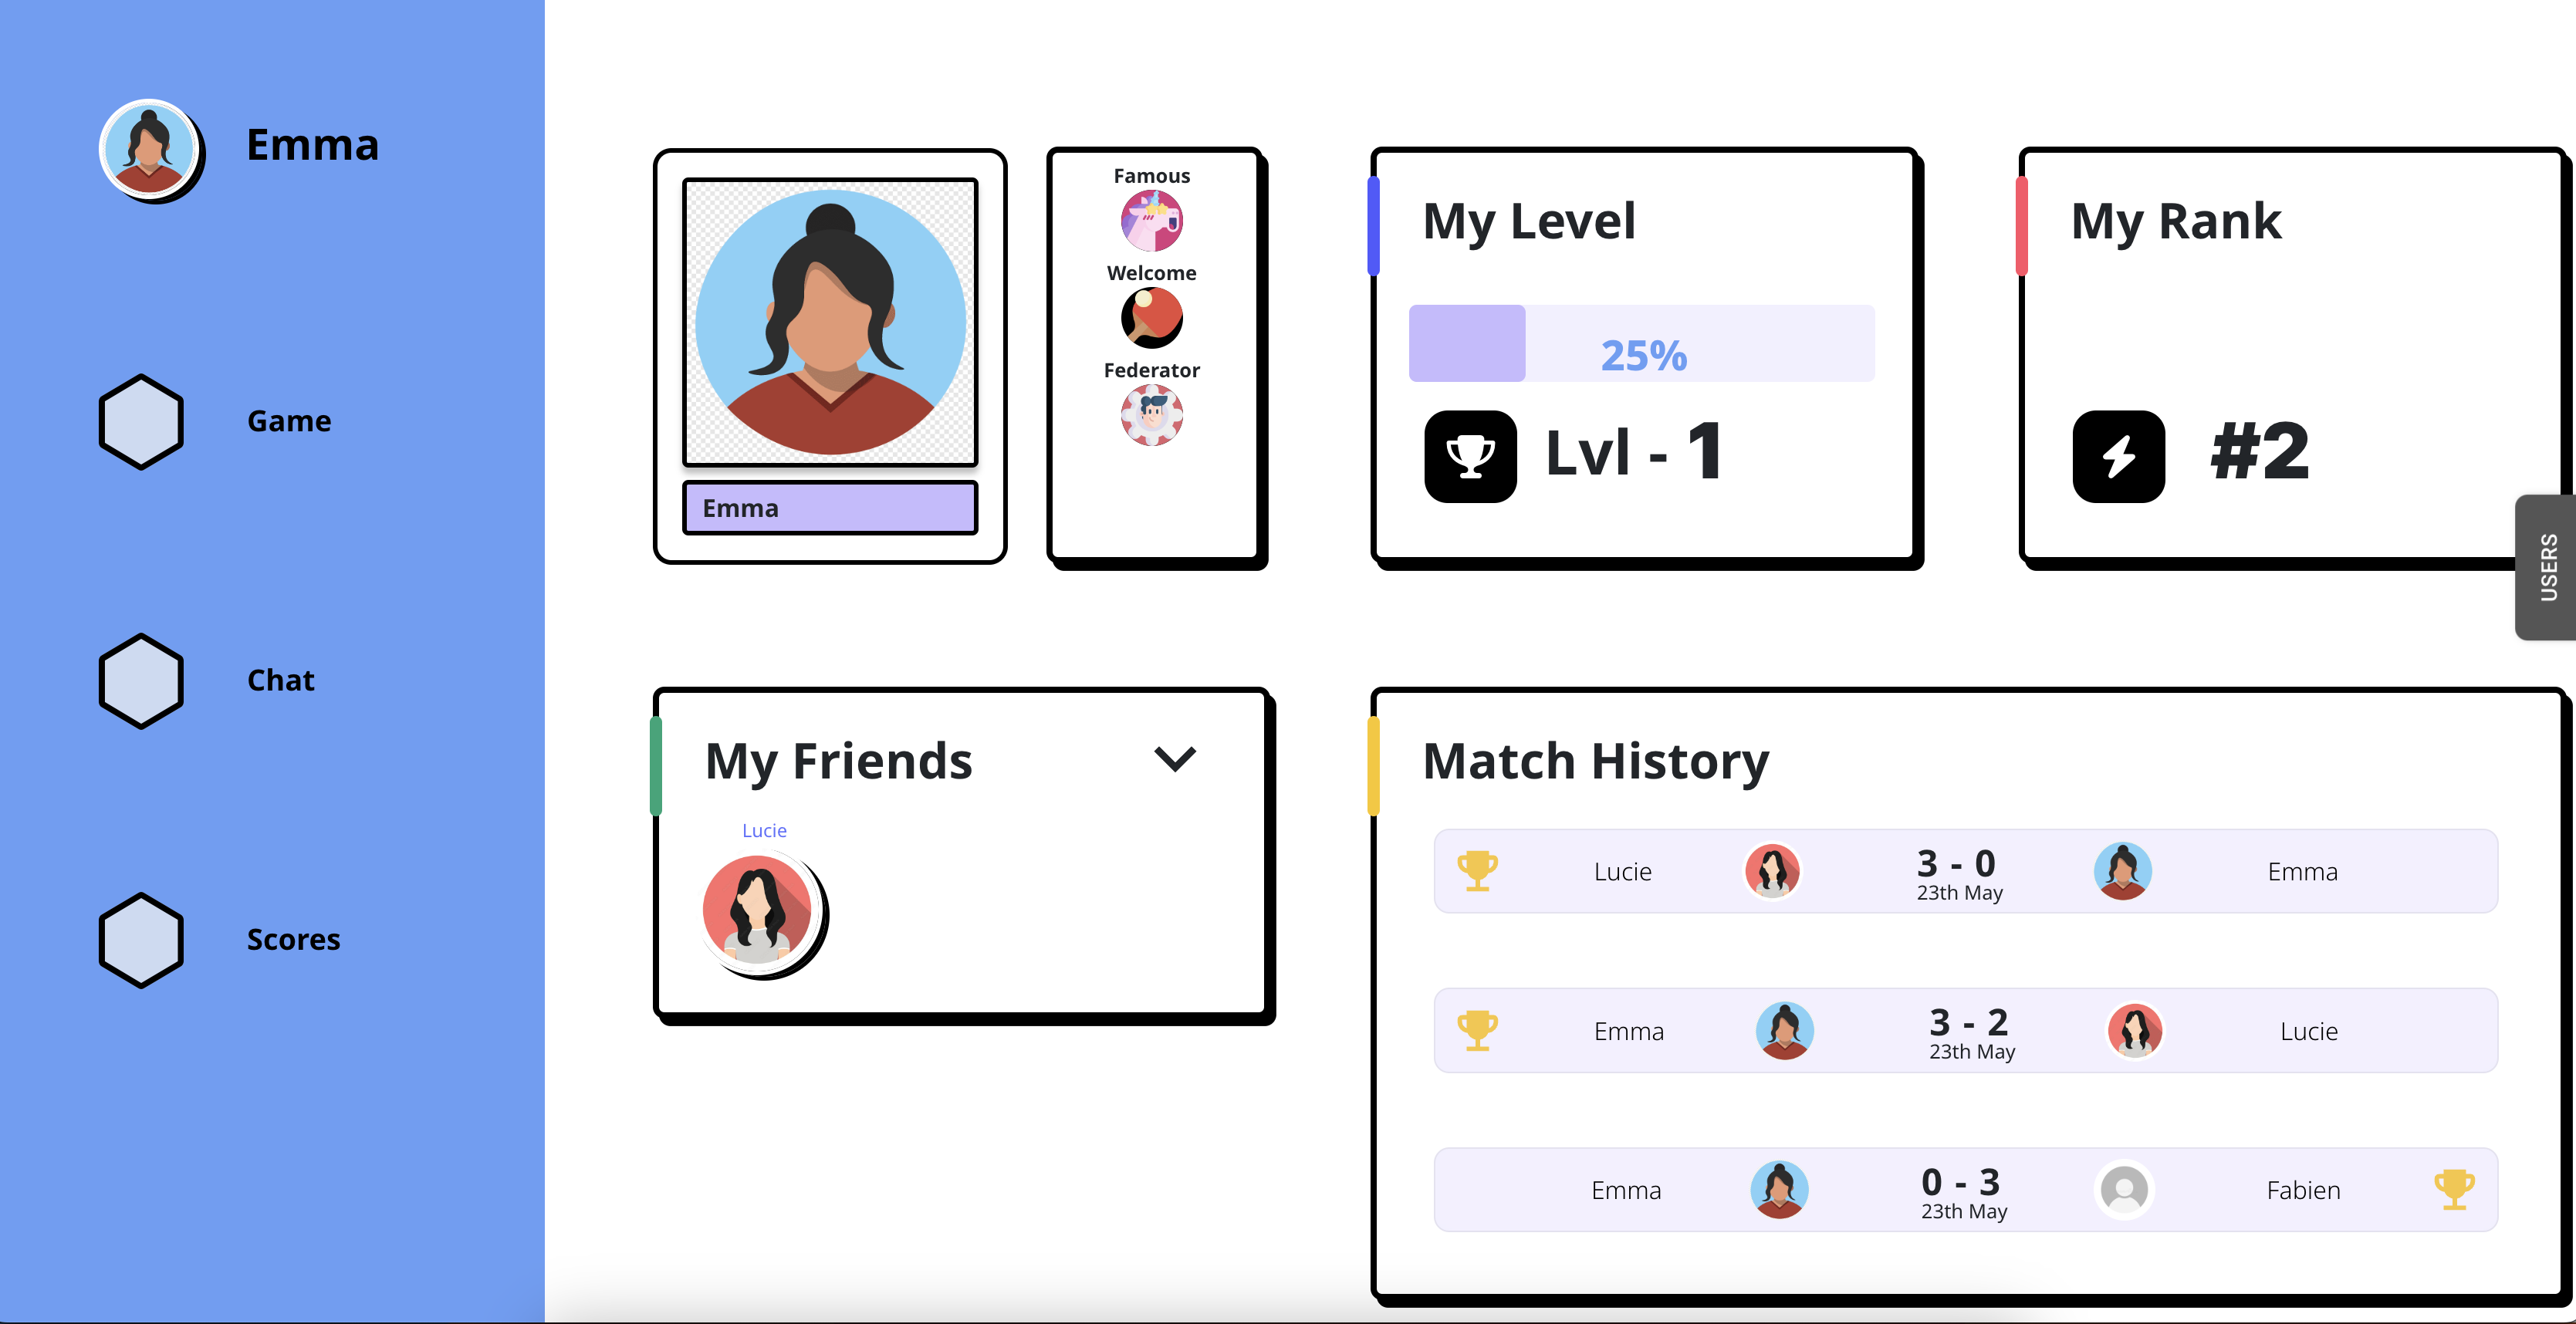 Emma
Game
Chat
Scores
Emma
Famous
Welcome
Federator
My Level
25%
Lvl - 1
My Rank
#2
USERS
My Friends
Lucie
Match History
Lucie 3 - 0 Emma
23th May
Emma 3 - 2 Lucie
23th May
Emma 0 - 3 Fabien
23th May